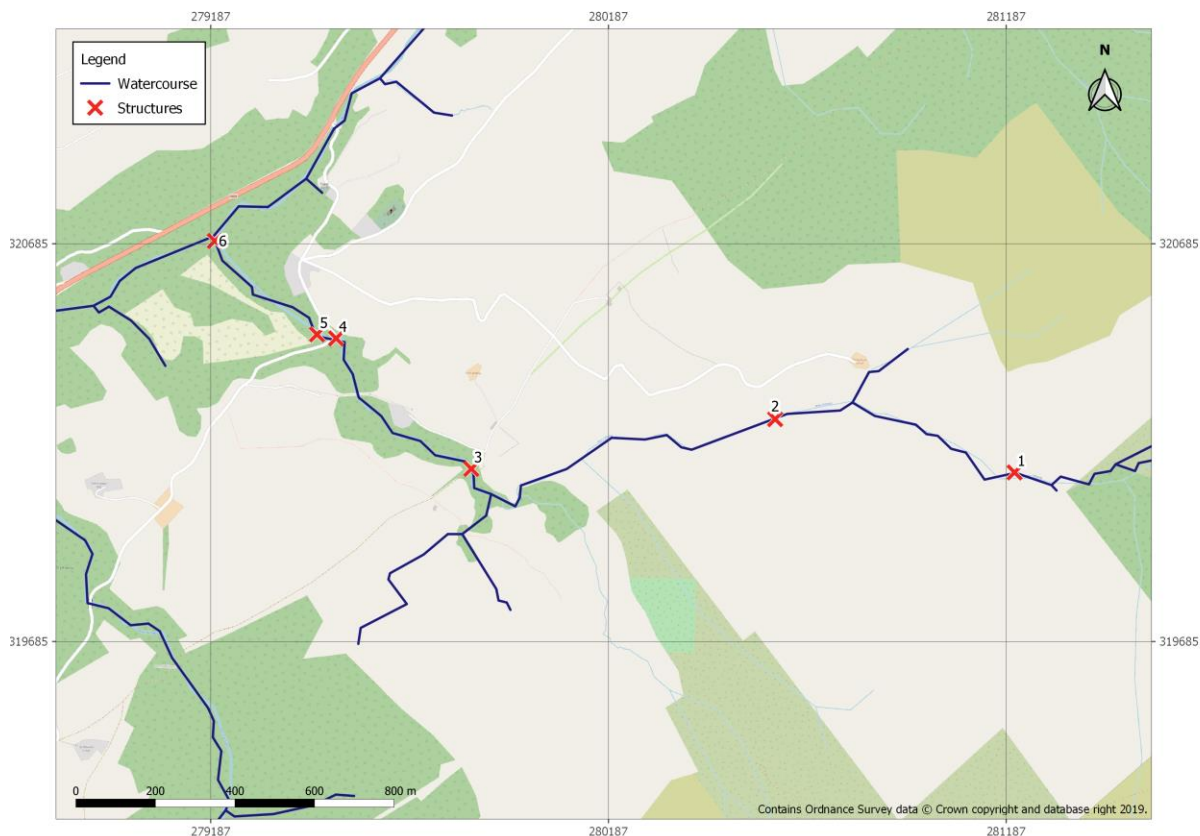 279187 280187 281187
Legend
Watercourse
Structures
N
320685 320685
6
5 4
2
3
1
319685 319685
0 200 400 600 800 m
Contains Ordnance Survey data © Crown copyright and database right 2019.
279187 280187 281187